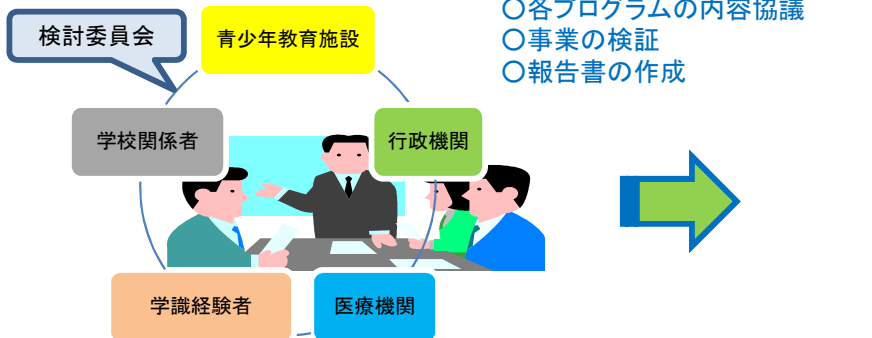 検討委員会
青少年教育施設
学校関係者
行政機関
学識経験者
医療機関
〇各プログラムの内容協議
〇事業の検証
〇報告書の作成